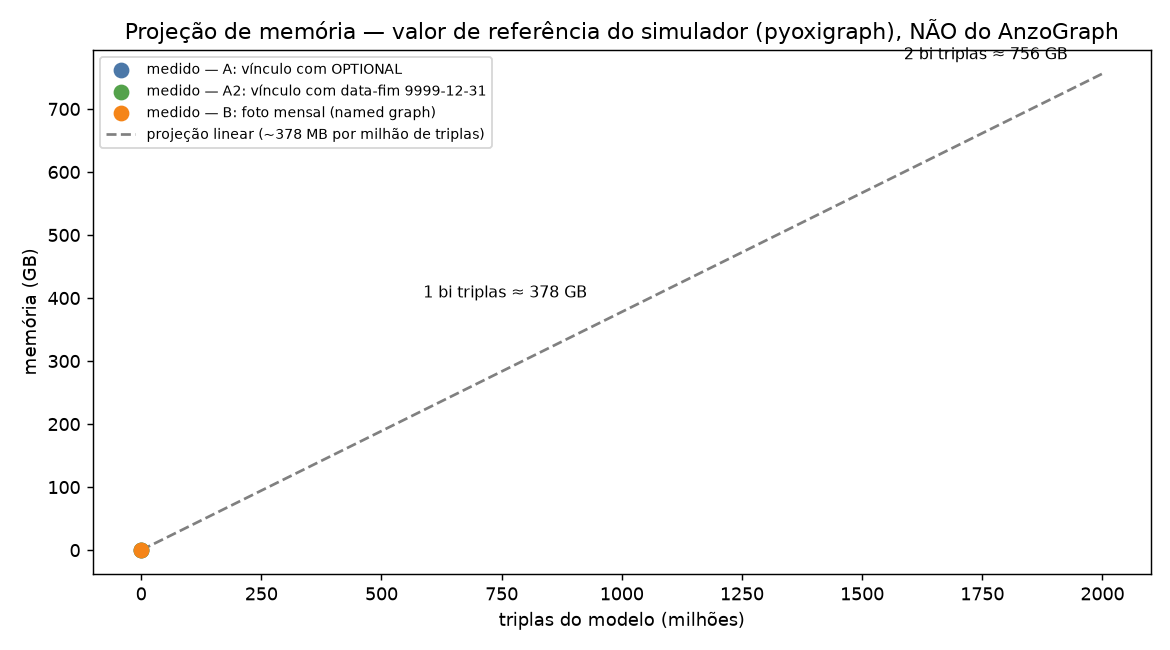 Projeção de memória — valor de referência do simulador (pyoxigraph), NÃO do AnzoGraph
2 bi triplas ≈ 756 GB
medido — A: vínculo com OPTIONAL
medido — A2: vínculo com data-fim 9999-12-31
medido — B: foto mensal (named graph)
projeção linear (~378 MB por milhão de triplas)
1 bi triplas ≈ 378 GB
memória (GB)
700
600
500
400
300
200
100
0
0 250 500 750 1000 1250 1500 1750 2000
triplas do modelo (milhões)